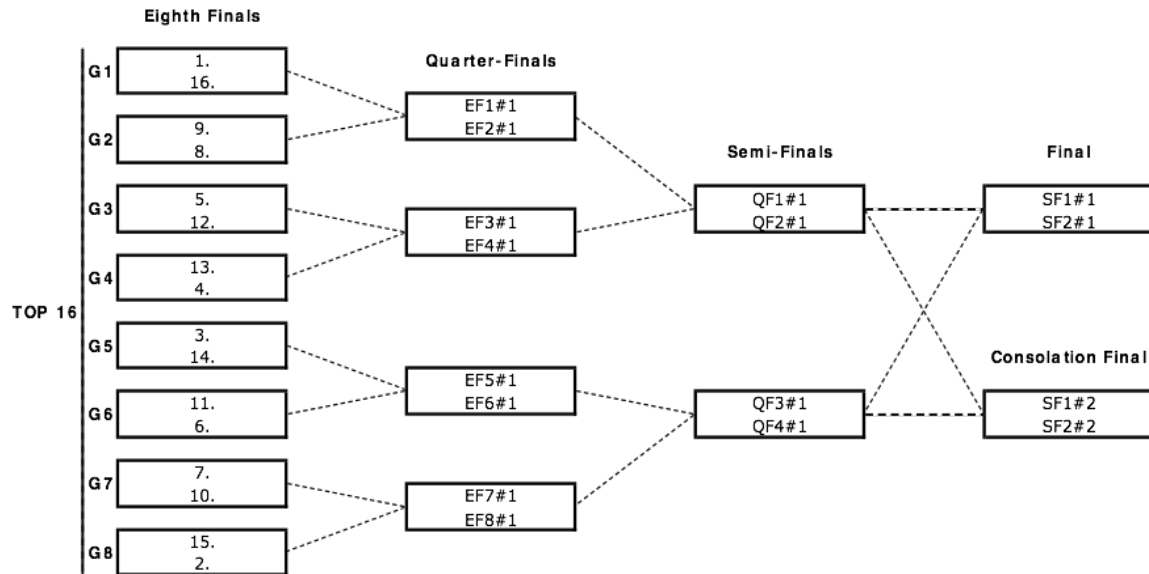 Eighth Finals
TOP 16
G1
1.
16.
G2
9.
8.
G3
5.
12.
G4
13.
4.
G5
3.
14.
G6
11.
6.
G7
7.
10.
G8
15.
2.
Quarter-Finals
EF1#1
EF2#1
EF3#1
EF4#1
EF5#1
EF6#1
EF7#1
EF8#1
Semi-Finals
QF1#1
QF2#1
QF3#1
QF4#1
Final
SF1#1
SF2#1
Consolation Final
SF1#2
SF2#2